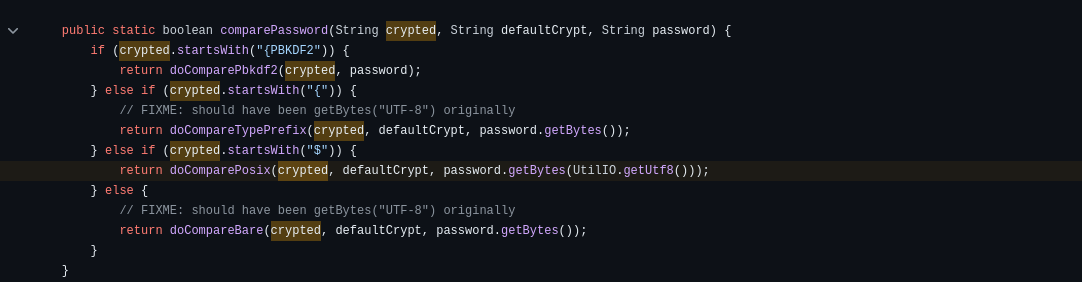 public static boolean comparePassword(String crypted, String defaultCrypt, String password) {
if (crypted.startsWith("{PBKDF2")) {
return doComparePbkdf2(crypted, password);
} else if (crypted.startsWith("{")) {
// FIXME: should have been getBytes("UTF-8") originally
return doCompareTypePrefix(crypted, defaultCrypt, password.getBytes());
} else if (crypted.startsWith("$")) {
return doComparePosix(crypted, defaultCrypt, password.getBytes(UtilIO.getUtf8()));
} else {
// FIXME: should have been getBytes("UTF-8") originally
return doCompareBare(crypted, defaultCrypt, password.getBytes());
}
}